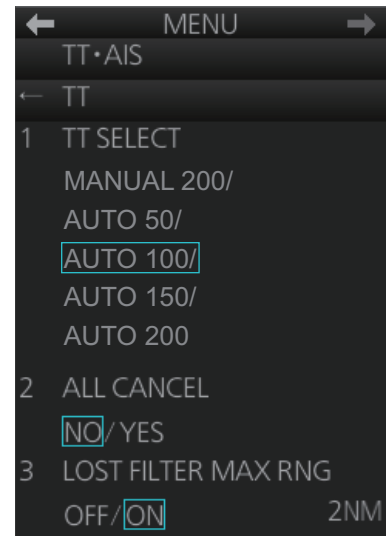 ← MENU →
TT•AIS
← TT
1 TT SELECT
MANUAL 200/
AUTO 50/
AUTO 100/
AUTO 150/
AUTO 200
2 ALL CANCEL
NO/YES
3 LOST FILTER MAX RNG
OFF/ON 2NM